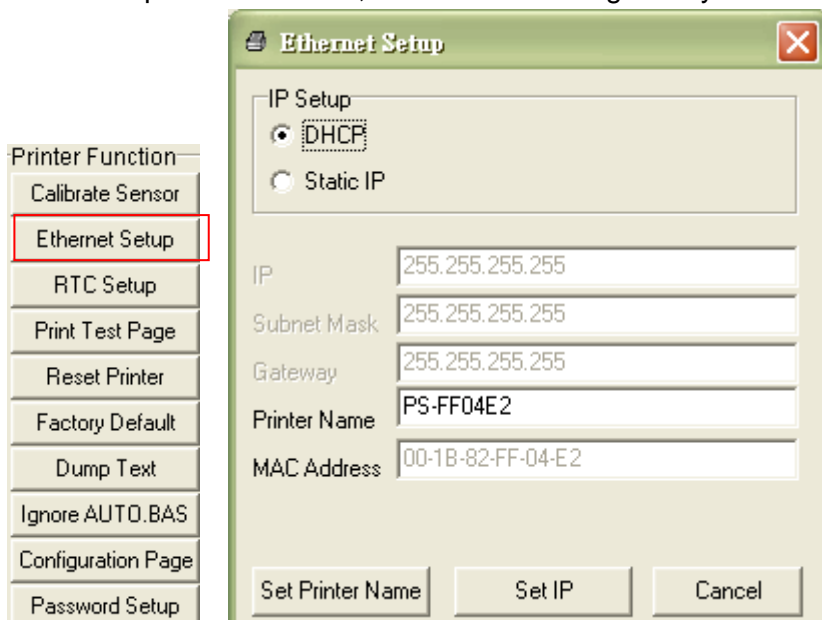 Printer Function
Calibrate Sensor
Ethernet Setup
RTC Setup
Print Test Page
Reset Printer
Factory Default
Dump Text
Ignore AUTO.BAS
Configuration Page
Password Setup
Ethernet Setup
IP Setup
DHCP
Static IP
IP 255.255.255.255
Subnet Mask 255.255.255.255
Gateway 255.255.255.255
Printer Name PS-FF04E2
MAC Address 00-1B-82-FF-04-E2
Set Printer Name Set IP Cancel